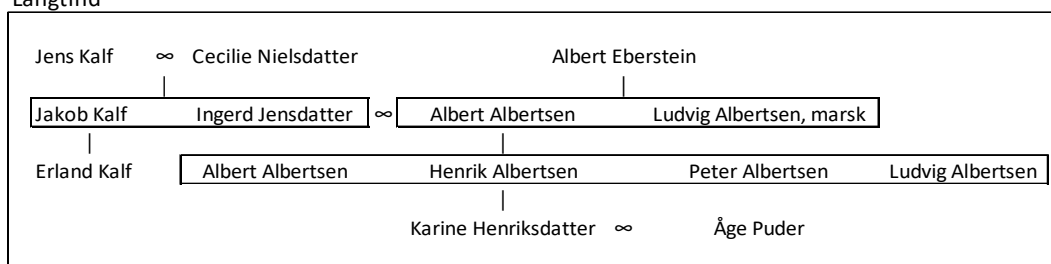 Langtind
Jens Kalf ∞ Cecilie Nielsdatter Albert Eberstein
Jakob Kalf Ingerd Jensdatter ∞ Albert Albertsen Ludvig Albertsen, marsk
Erland Kalf Albert Albertsen Henrik Albertsen Peter Albertsen Ludvig Albertsen
Karine Henriksdatter ∞ Åge Puder